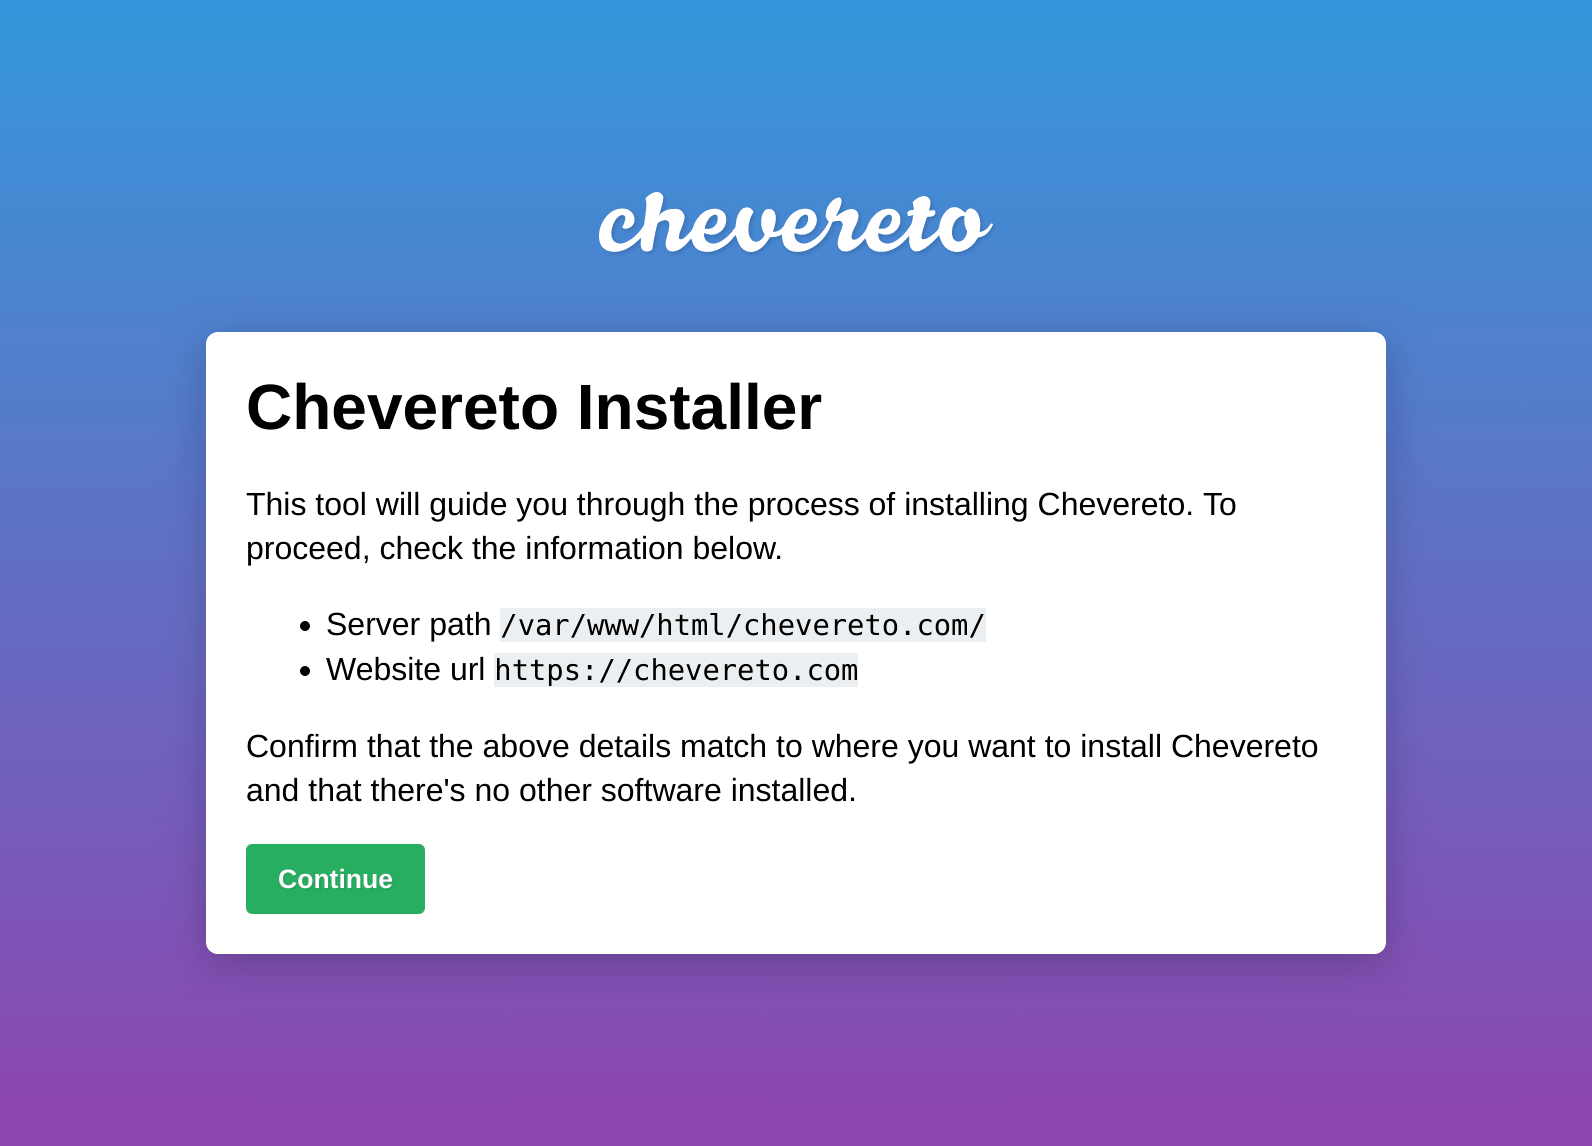 chevereto
Chevereto Installer
This tool will guide you through the process of installing Chevereto. To
proceed, check the information below.
• Server path /var/www/html/chevereto.com/
• Website url https://chevereto.com
Confirm that the above details match to where you want to install Chevereto
and that there's no other software installed.
Continue